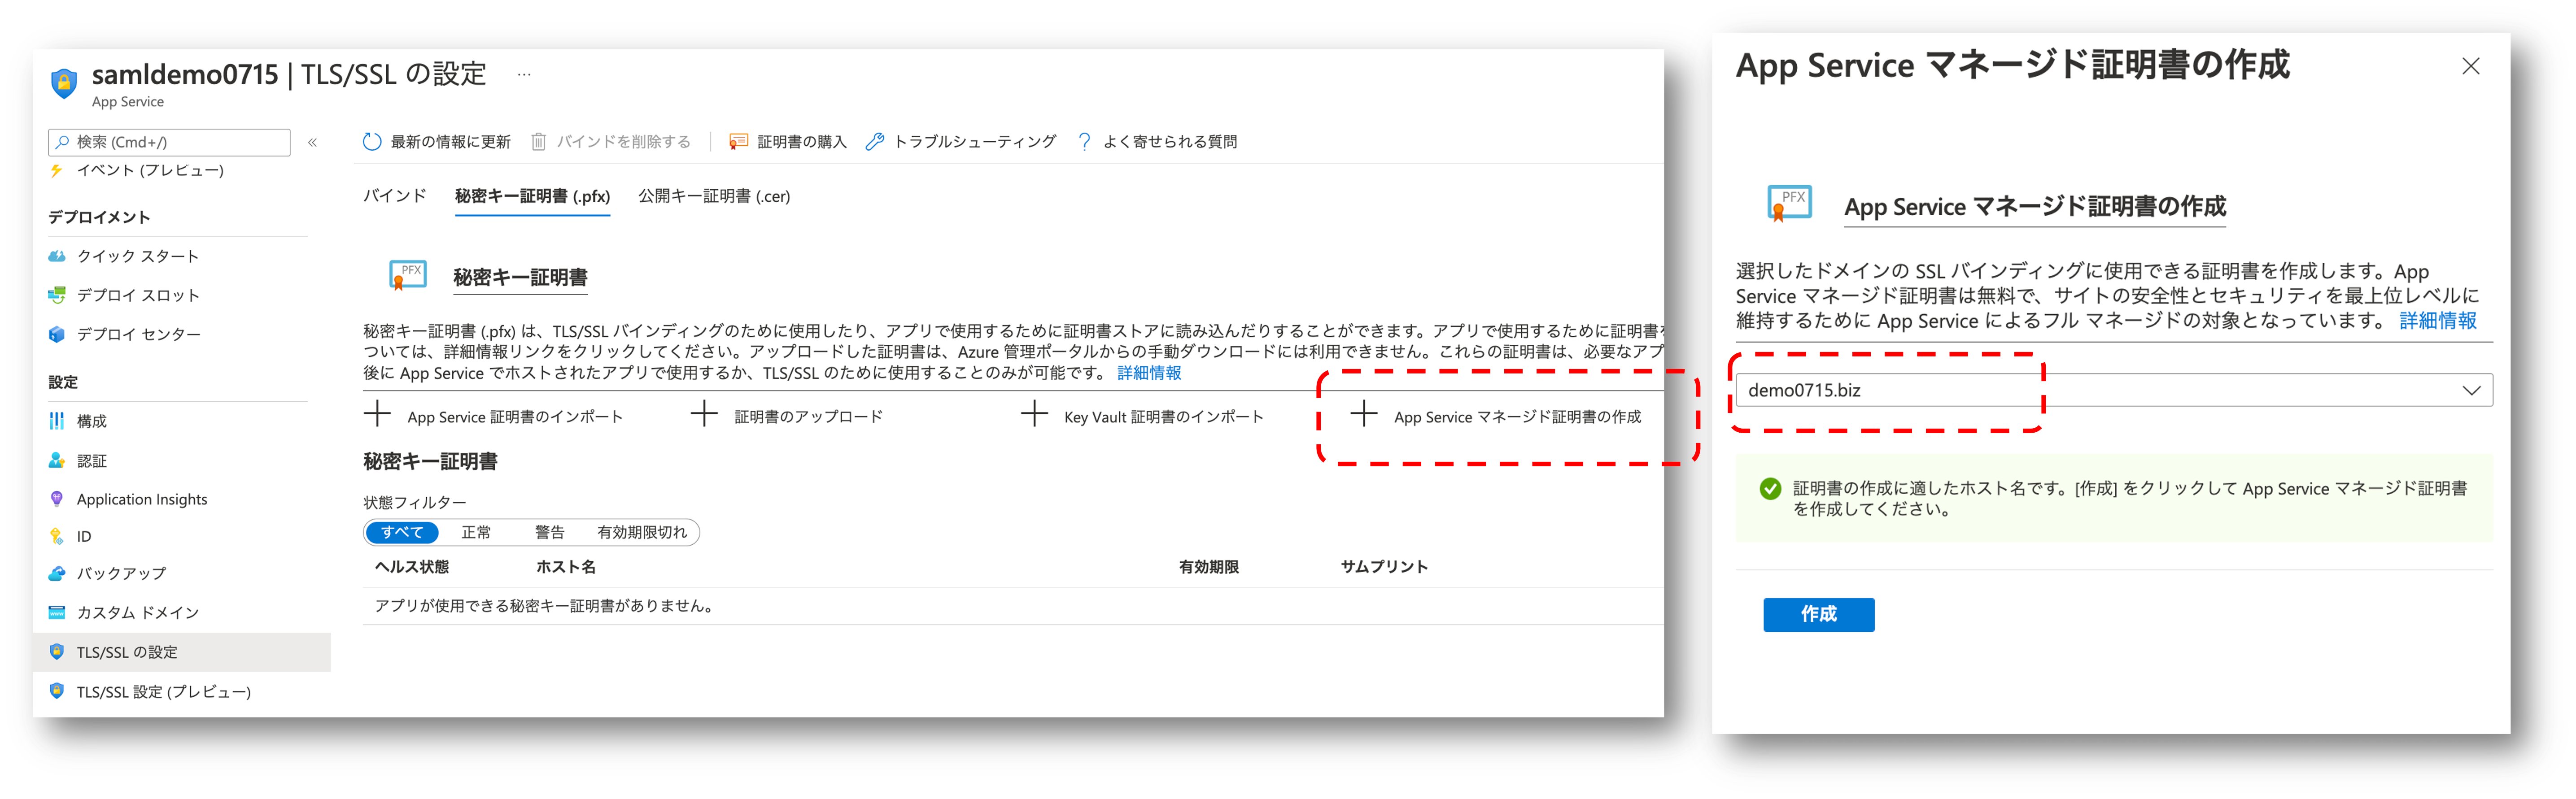 samldemo0715 | TLS/SSL の設定 …
App Service
検索 (Cmd+/)
«
イベント (プレビュー)
デプロイメント
クイック スタート
デプロイ スロット
デプロイ センター
設定
構成
認証
Application Insights
ID
バックアップ
カスタム ドメイン
TLS/SSL の設定
TLS/SSL 設定 (プレビュー)
最新の情報に更新 バインドを削除する 証明書の購入 トラブルシューティング ? よく寄せられる質問
バインド 秘密キー証明書 (.pfx) 公開キー証明書 (.cer)
PFX 秘密キー証明書
秘密キー証明書 (.pfx) は、TLS/SSL バインディングのために使用したり、アプリで使用するために証明書ストアに読み込んだりすることができます。アプリで使用するために証明書を
ついては、詳細情報リンクをクリックしてください。アップロードした証明書は、Azure 管理ポータルからの手動ダウンロードには利用できません。これらの証明書は、必要なアプ
後に App Service でホストされたアプリで使用するか、TLS/SSL のために使用することのみが可能です。 詳細情報
App Service 証明書のインポート 証明書のアップロード Key Vault 証明書のインポート App Service マネージド証明書の作成
秘密キー証明書
状態フィルター
すべて 正常 警告 有効期限切れ
ヘルス状態 ホスト名 有効期限 サムプリント
アプリが使用できる秘密キー証明書がありません。
App Service マネージド証明書の作成
PFX App Service マネージド証明書の作成
選択したドメインの SSL バインディングに使用できる証明書を作成します。App
Service マネージド証明書は無料で、サイトの安全性とセキュリティを最上位レベルに
維持するために App Service によるフル マネージドの対象となっています。 詳細情報
demo0715.biz
証明書の作成に適したホスト名です。[作成] をクリックして App Service マネージド証明書
を作成してください。
作成